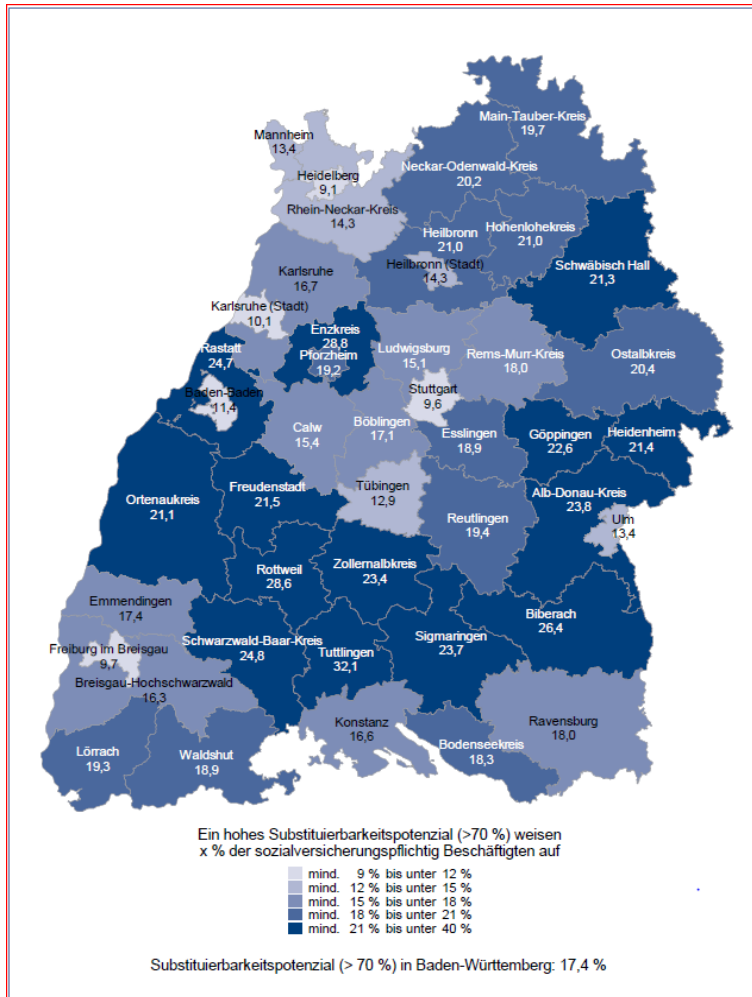 Main-Tauber-Kreis
19,7
Mannheim
13,4
Neckar-Odenwald-Kreis
20,2
Heidelberg
9,1
Rhein-Neckar-Kreis
14,3
Heilbronn
21,0
Hohenlohekreis
21,0
Schwäbisch Hall
21,3
Heilbronn (Stadt)
14,3
Karlsruhe
16,7
Karlsruhe (Stadt)
10,1
Enzkreis
28,8
Pforzheim
19,2
Ludwigsburg
15,1
Rems-Murr-Kreis
18,0
Ostalbkreis
20,4
Rastatt
24,7
Baden-Baden
11,4
Stuttgart
9,6
Calw
15,4
Böblingen
17,1
Esslingen
18,9
Göppingen
22,6
Heidenheim
21,4
Ortenaukreis
21,1
Freudenstadt
21,5
Tübingen
12,9
Alb-Donau-Kreis
23,8
Reutlingen
19,4
Ulm
13,4
Rottweil
28,6
Zollernalbkreis
23,4
Emmendingen
17,4
Biberach
26,4
Schwarzwald-Baar-Kreis
24,8
Tuttlingen
32,1
Sigmaringen
23,7
Freiburg im Breisgau
9,7
Breisgau-Hochschwarzwald
16,3
Konstanz
16,6
Ravensburg
18,0
Lörrach
19,3
Waldshut
18,9
Bodenseekreis
18,3
Ein hohes Substituierbarkeitspotenzial (>70 %) weisen
x % der sozialversicherungspflichtig Beschäftigten auf
mind. 9 % bis unter 12 %
mind. 12 % bis unter 15 %
mind. 15 % bis unter 18 %
mind. 18 % bis unter 21 %
mind. 21 % bis unter 40 %
Substituierbarkeitspotenzial (> 70 %) in Baden-Württemberg: 17,4 %